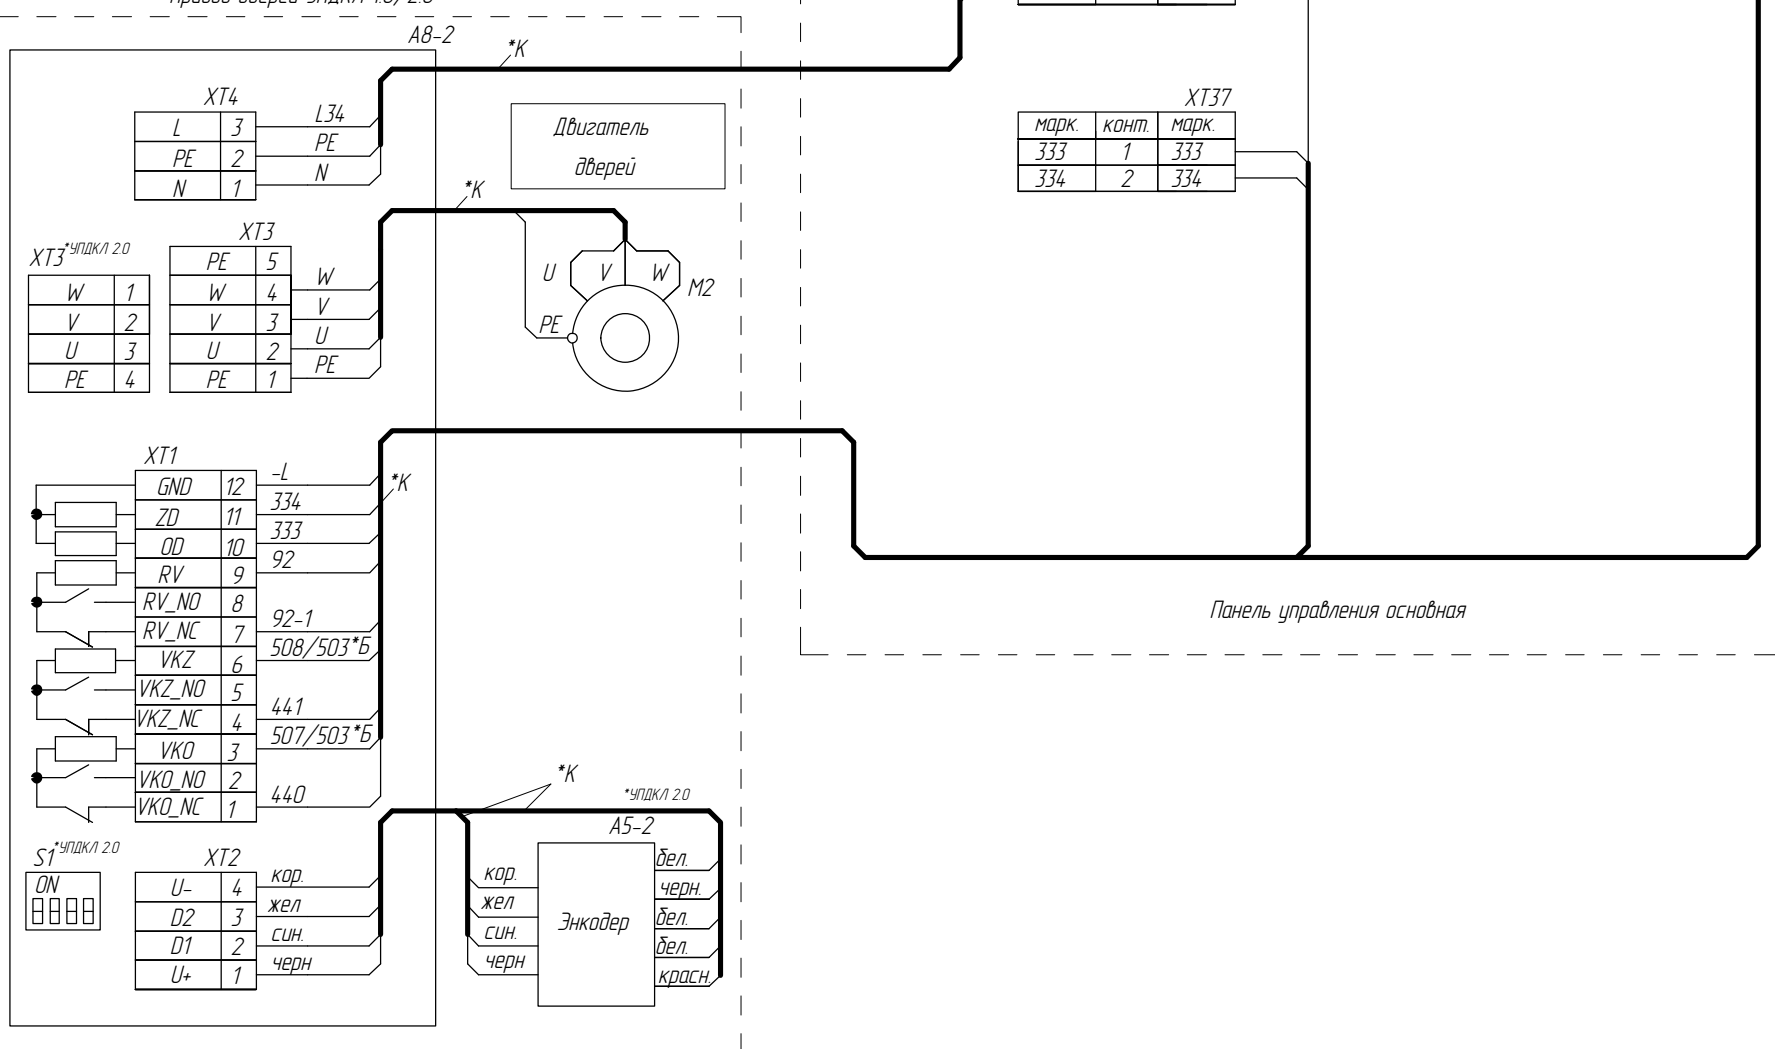 A8-2
*К
XT4
L 3 L34
PE 2 PE
N 1 N
Двигатель
дверей
XT37
марк. конт. марк.
333 1 333
334 2 334
*К
XT3*УПДКЛ 2.0
W 1
V 2
U 3
PE 4
XT3
PE 5
W 4 W
V 3 V
U 2 U
PE 1 PE
U V W
M2
PE
XT1
*К
GND 12 -L
ZD 11 334
OD 10 333
RV 9 92
RV_NO 8
RV_NC 7 92-1
VKZ 6 508/503*Б
VKZ_NO 5
VKZ_NC 4 441
VKO 3 507/503*Б
VKO_NO 2
VKO_NC 1 440
Панель управления основная
*К
*УПДКЛ 2.0
S1*УПДКЛ 2.0
ON
XT2
U- 4 кор.
D2 3 жел
D1 2 син.
U+ 1 черн
A5-2
Энкодер
кор.
жел
син.
черн
бел.
черн.
бел.
бел.
красн.